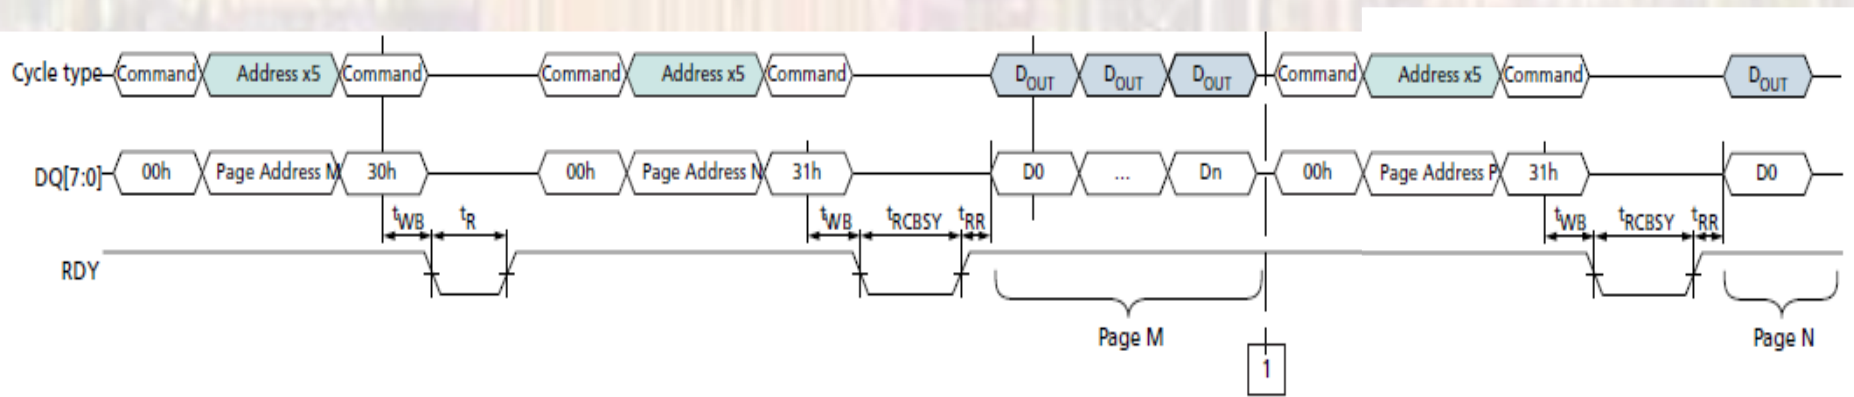 Cycle type Command Address x5 Command Command Address x5 Command DOUT DOUT DOUT Command Address x5 Command DOUT
DQ[7:0] 00h Page Address M 30h 00h Page Address N 31h D0 ... Dn 00h Page Address P 31h D0
tWB tR tWB tRCBSY tRR tWB tRCBSY tRR
RDY
Page M Page N
1